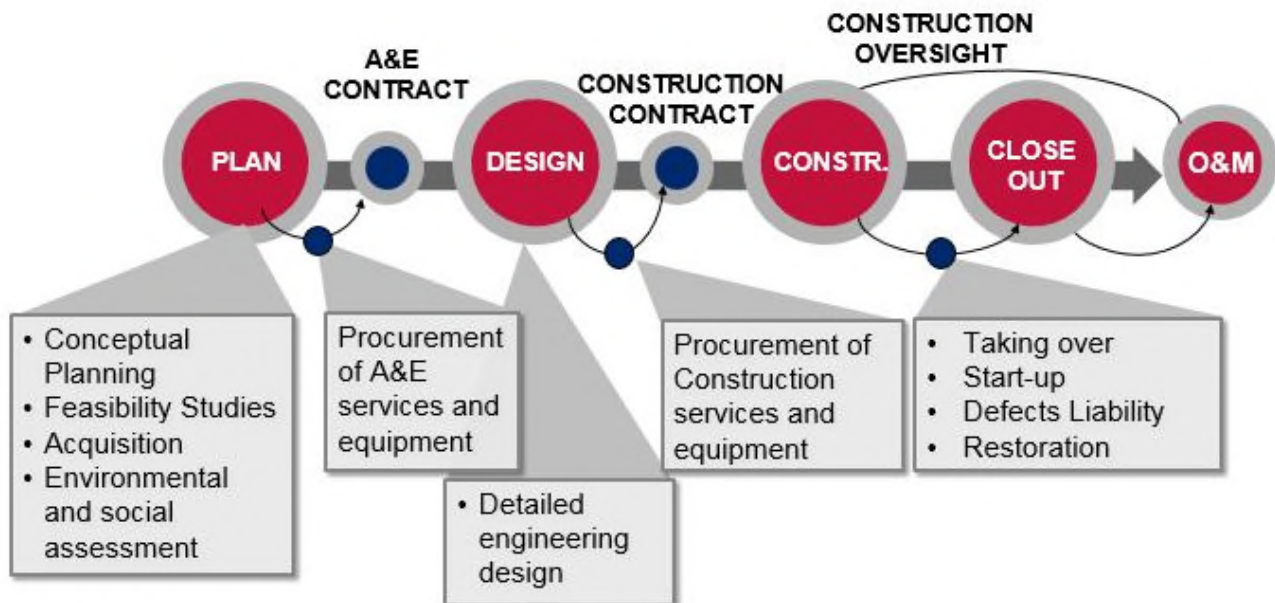 CONSTRUCTION
OVERSIGHT
A&E
CONTRACT
CONSTRUCTION
CONTRACT
PLAN
DESIGN
CONSTR.
CLOSE
OUT
O&M
• Conceptual
Planning
• Feasibility Studies
• Acquisition
• Environmental
and social
assessment
Procurement
of A&E
services and
equipment
• Detailed
engineering
design
Procurement of
Construction
services and
equipment
• Taking over
• Start-up
• Defects Liability
• Restoration